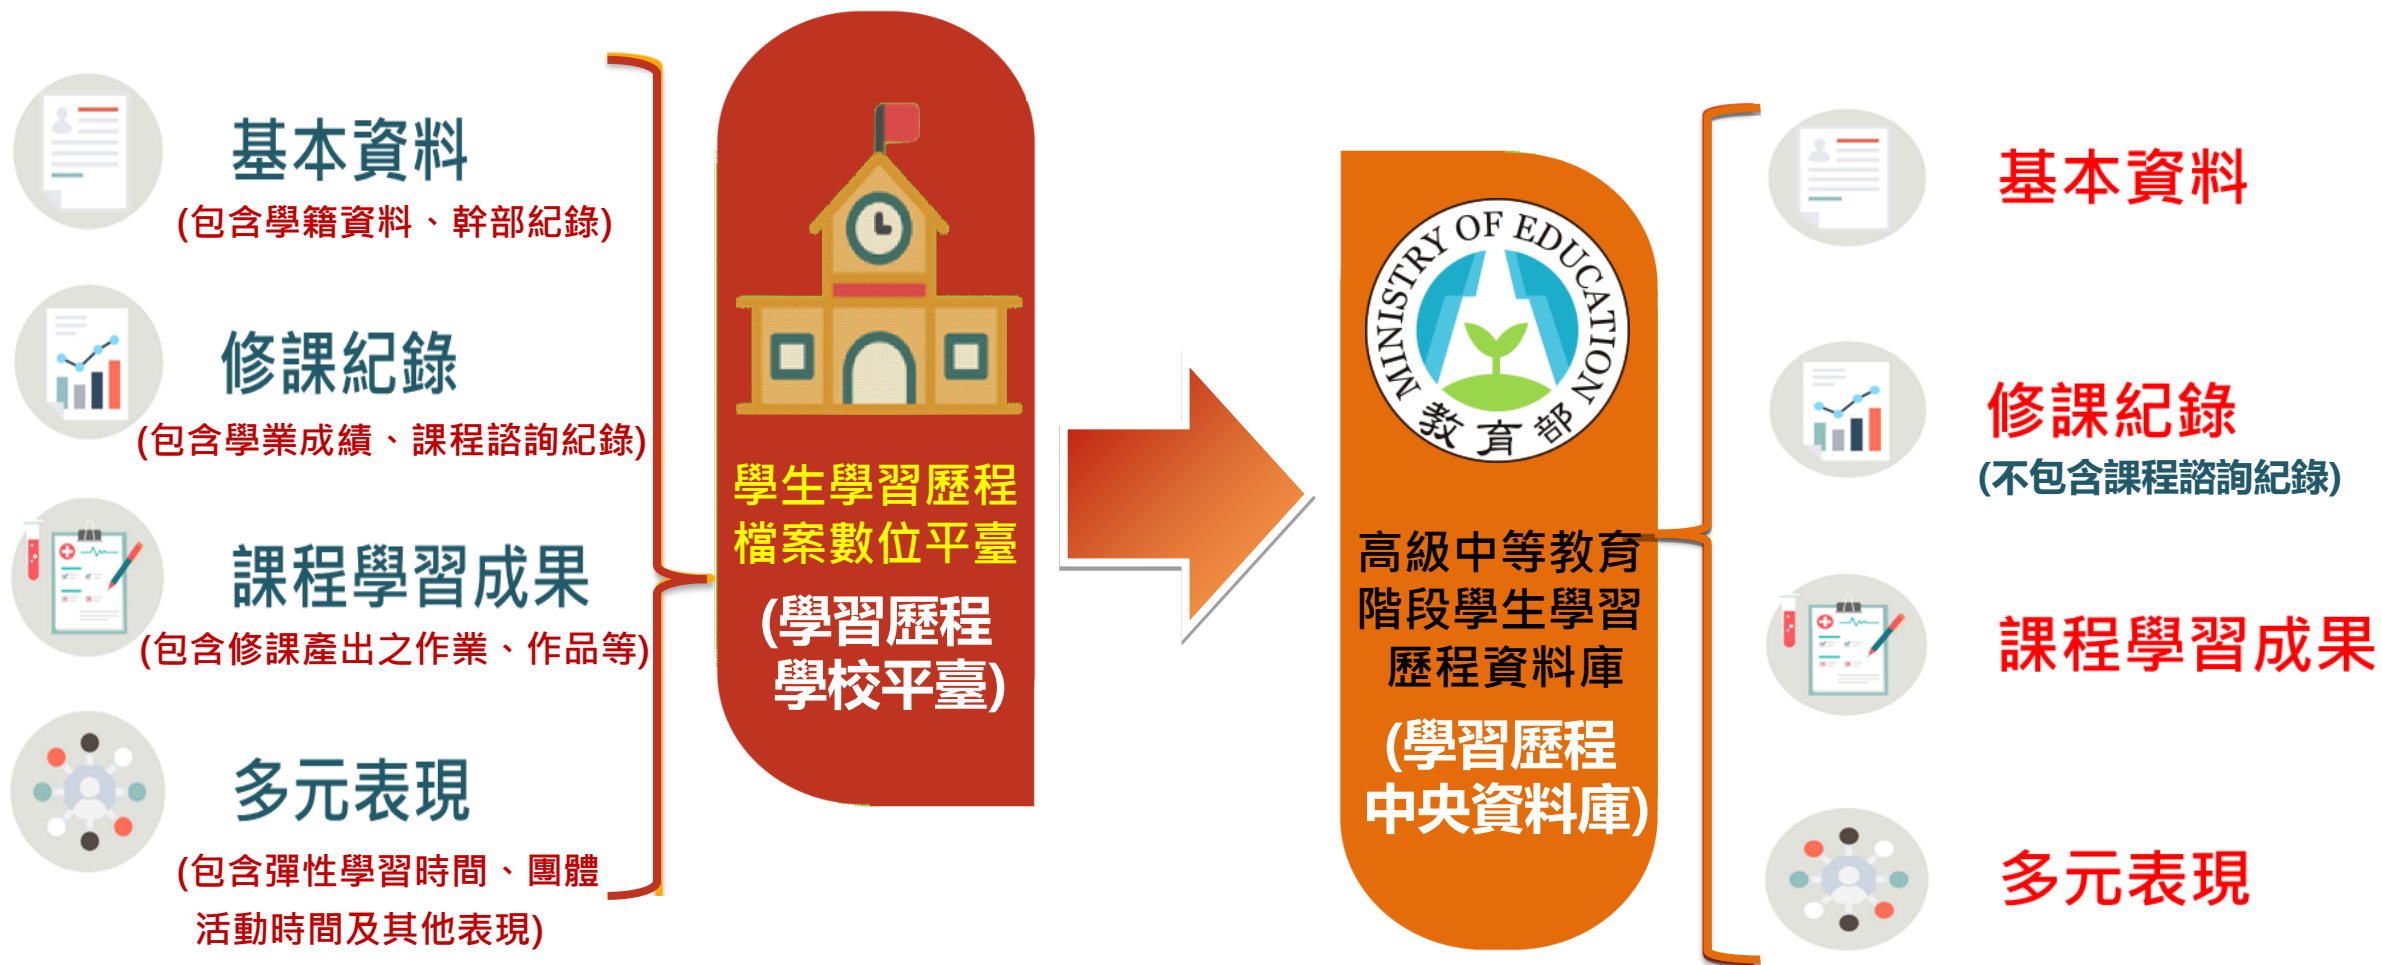 基本資料
(包含學籍資料、幹部紀錄)
修課紀錄
(包含學業成績、課程諮詢紀錄)
課程學習成果
(包含修課產出之作業、作品等)
多元表現
(包含彈性學習時間、團體
活動時間及其他表現)
學生學習歷程
檔案數位平臺
(學習歷程
學校平臺)
MINISTRY OF EDUCATION
教育部
高級中等教育
階段學生學習
歷程資料庫
(學習歷程
中央資料庫)
基本資料
修課紀錄
(不包含課程諮詢紀錄)
課程學習成果
多元表現